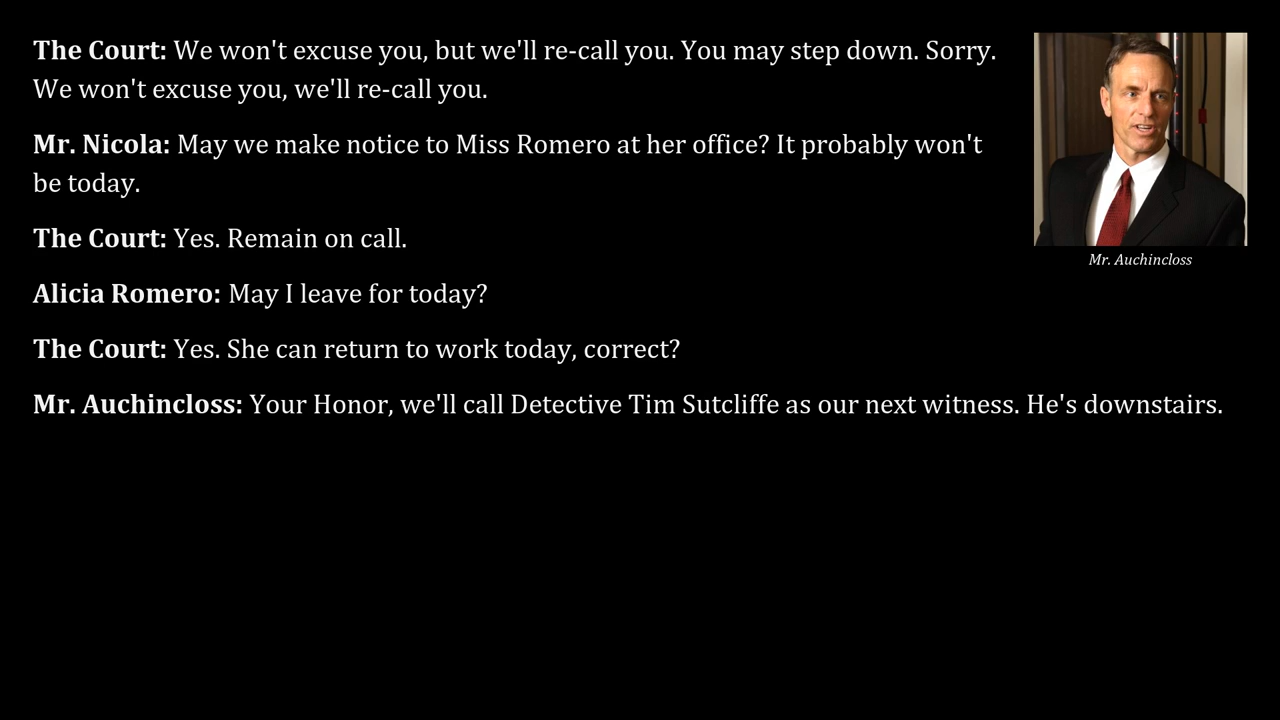 The Court: We won't excuse you, but we'll re-call you. You may step down. Sorry.
We won't excuse you, we'll re-call you.
Mr. Nicola: May we make notice to Miss Romero at her office? It probably won't
be today.
The Court: Yes. Remain on call.
Alicia Romero: May I leave for today?
The Court: Yes. She can return to work today, correct?
Mr. Auchincloss: Your Honor, we'll call Detective Tim Sutcliffe as our next witness. He's downstairs.
Mr. Auchincloss